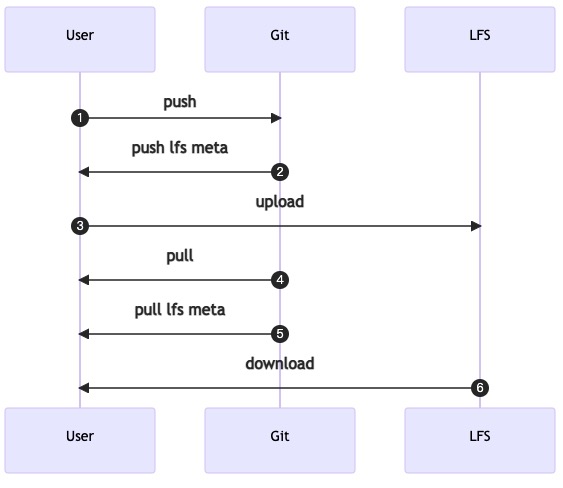 User
Git
LFS
push
1
push lfs meta
2
upload
3
pull
4
pull lfs meta
5
download
6
User
Git
LFS